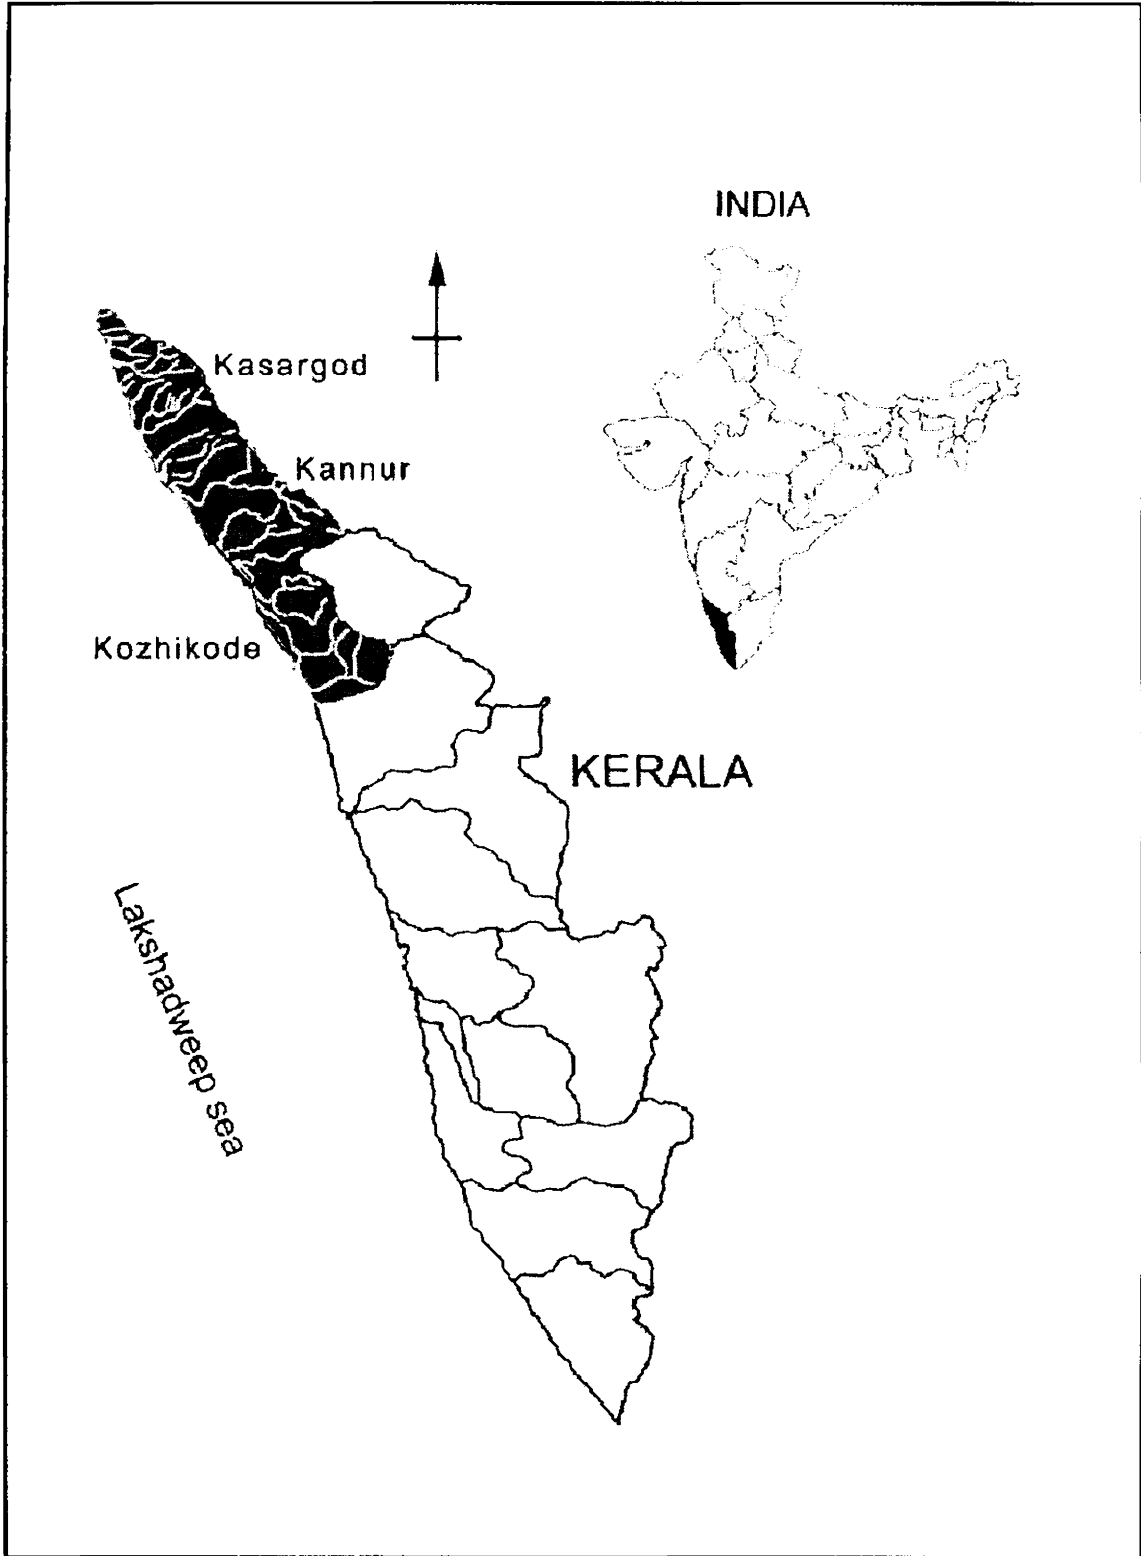 INDIA
Kasargod
Kannur
Kozhikode
KERALA
Lakshadweep sea